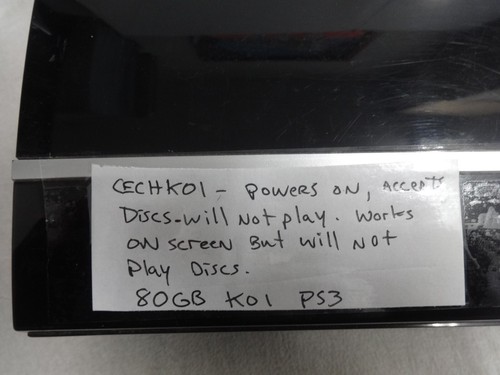 CECHK01 - Powers on, Accepts
Discs-will Not play. Works
on screen But will Not
Play Discs.
80GB K01 PS3